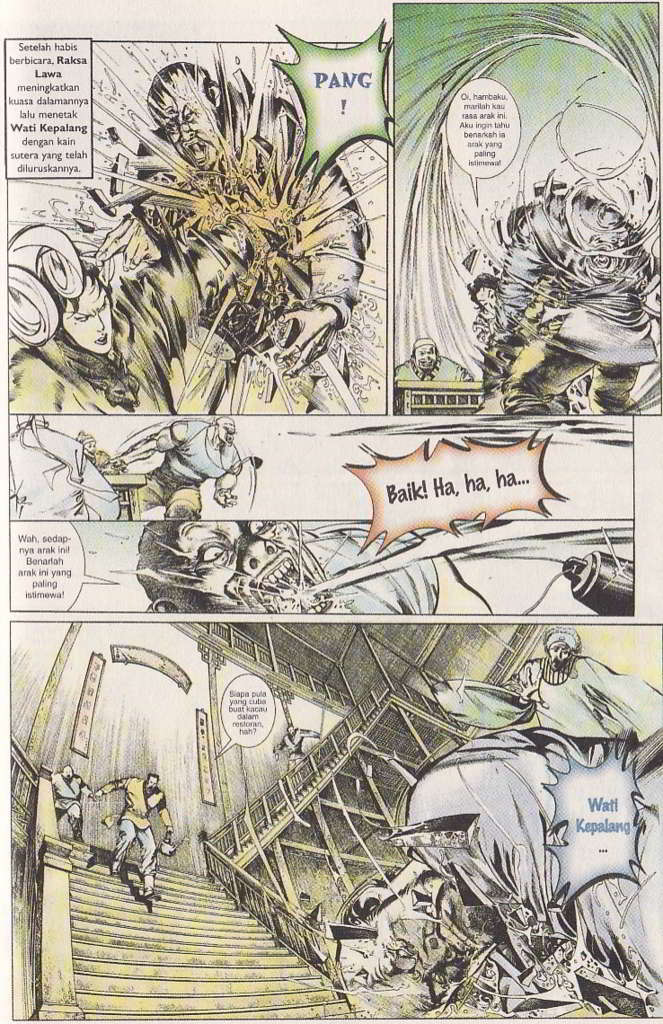 Setelah habis
berbicara, Raksa
Lawa
meningkatkan
kuasa dalamannya
lalu menetak
Wati Kepalang
dengan kain
sutera yang telah
diluruskannya.
PANG
!
Oi, hambaku,
marilah kau
rasa arak ini.
Aku ingin tahu
benarkah ia
arak yang
paling
istimewa!
Baik! Ha, ha, ha...
Wah, sedap-
nya arak ini!
Benarlah
arak ini yang
paling
istimewa!
Siapa pula
yang cuba
buat kacau
dalam
restoran,
hah?
Wati
Kepalang
...